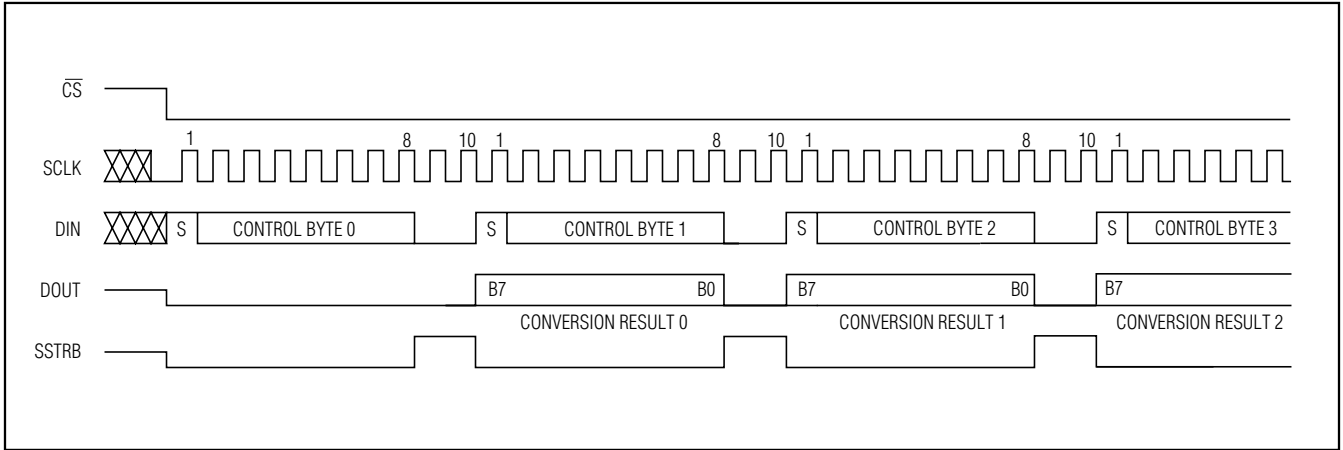 C̅S̅
1 8 10 1 8 10 1 8 10 1
SCLK
DIN S CONTROL BYTE 0 S CONTROL BYTE 1 S CONTROL BYTE 2 S CONTROL BYTE 3
DOUT B7 B0 B7 B0 B7
CONVERSION RESULT 0 CONVERSION RESULT 1 CONVERSION RESULT 2
SSTRB